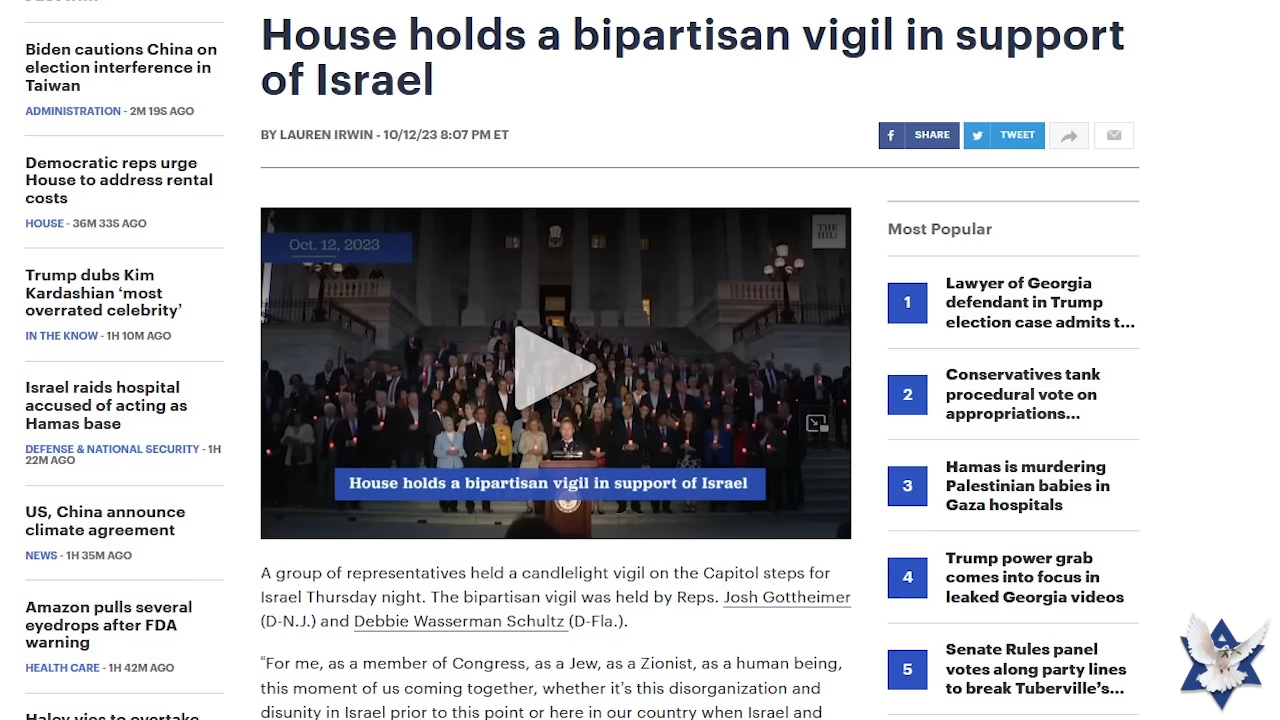 House holds a bipartisan vigil in support
of Israel
BY LAUREN IRWIN - 10/12/23 8:07 PM ET
SHARE
TWEET
Biden cautions China on
election interference in
Taiwan
ADMINISTRATION - 2M 19S AGO
Democratic reps urge
House to address rental
costs
HOUSE - 36M 33S AGO
Trump dubs Kim
Kardashian ‘most
overrated celebrity’
IN THE KNOW - 1H 10M AGO
Israel raids hospital
accused of acting as
Hamas base
DEFENSE & NATIONAL SECURITY - 1H
22M AGO
US, China announce
climate agreement
NEWS - 1H 35M AGO
Amazon pulls several
eyedrops after FDA
warning
HEALTH CARE - 1H 42M AGO
Haley vies to overtake
Oct. 12, 2023
THE HILL
House holds a bipartisan vigil in support of Israel
A group of representatives held a candlelight vigil on the Capitol steps for
Israel Thursday night. The bipartisan vigil was held by Reps. Josh Gottheimer
(D-N.J.) and Debbie Wasserman Schultz (D-Fla.).
“For me, as a member of Congress, as a Jew, as a Zionist, as a human being,
this moment of us coming together, whether it’s this disorganization and
disunity in Israel prior to this point or here in our country when Israel and
Most Popular
1
Lawyer of Georgia
defendant in Trump
election case admits t...
2
Conservatives tank
procedural vote on
appropriations...
3
Hamas is murdering
Palestinian babies in
Gaza hospitals
4
Trump power grab
comes into focus in
leaked Georgia videos
5
Senate Rules panel
votes along party lines
to break Tuberville’s...